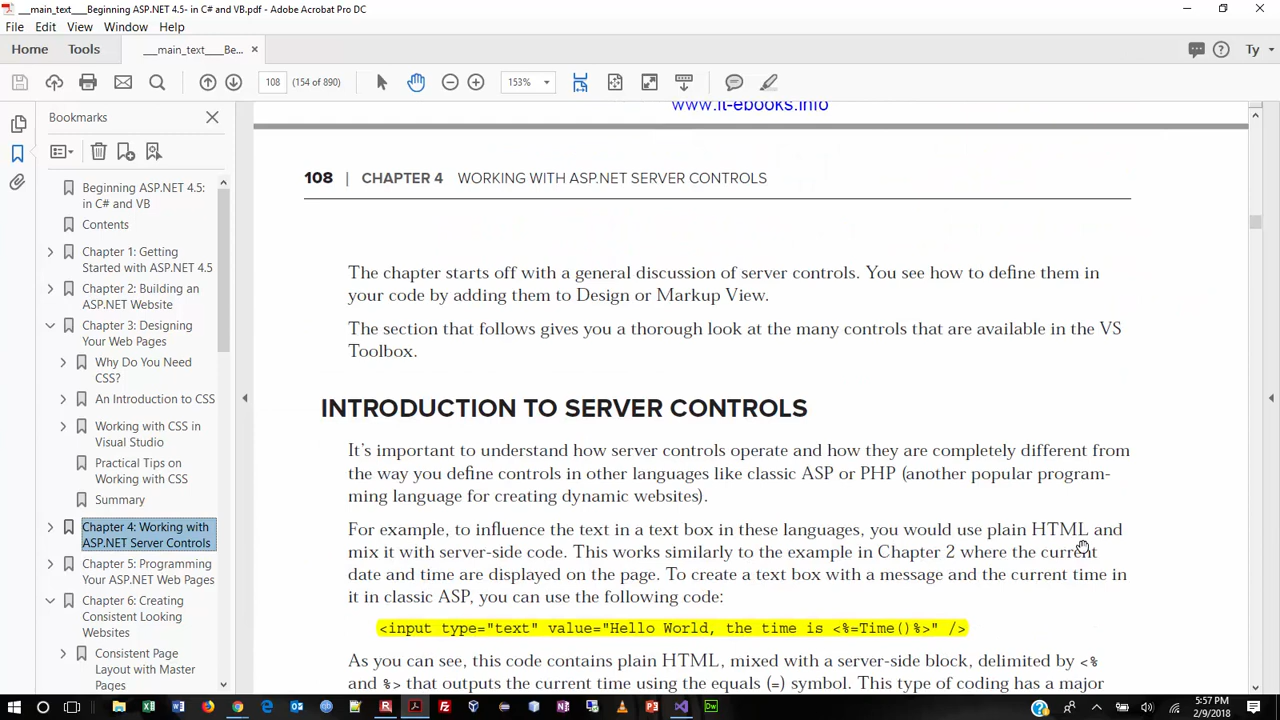 ___main_text___Beginning ASP.NET 4.5- in C# and VB.pdf - Adobe Acrobat Pro DC
File Edit View Window Help
Home Tools ___main_text____Be... ×
Ty
108 (154 of 890) 153%
Bookmarks
Beginning ASP.NET 4.5:
in C# and VB
Contents
Chapter 1: Getting
Started with ASP.NET 4.5
Chapter 2: Building an
ASP.NET Website
Chapter 3: Designing
Your Web Pages
Why Do You Need
CSS?
An Introduction to CSS
Working with CSS in
Visual Studio
Practical Tips on
Working with CSS
Summary
Chapter 4: Working with
ASP.NET Server Controls
Chapter 5: Programming
Your ASP.NET Web Pages
Chapter 6: Creating
Consistent Looking
Websites
Consistent Page
Layout with Master
Pages
www.it-ebooks.info
108 | CHAPTER 4 WORKING WITH ASP.NET SERVER CONTROLS
The chapter starts off with a general discussion of server controls. You see how to define them in
your code by adding them to Design or Markup View.
The section that follows gives you a thorough look at the many controls that are available in the VS
Toolbox.
INTRODUCTION TO SERVER CONTROLS
It's important to understand how server controls operate and how they are completely different from
the way you define controls in other languages like classic ASP or PHP (another popular program-
ming language for creating dynamic websites).
For example, to influence the text in a text box in these languages, you would use plain HTML and
mix it with server-side code. This works similarly to the example in Chapter 2 where the current
date and time are displayed on the page. To create a text box with a message and the current time in
it in classic ASP, you can use the following code:
<input type="text" value="Hello World, the time is <%=Time()%>" />
As you can see, this code contains plain HTML, mixed with a server-side block, delimited by <%
and %> that outputs the current time using the equals (=) symbol. This type of coding has a major
5:57 PM
2/9/2018